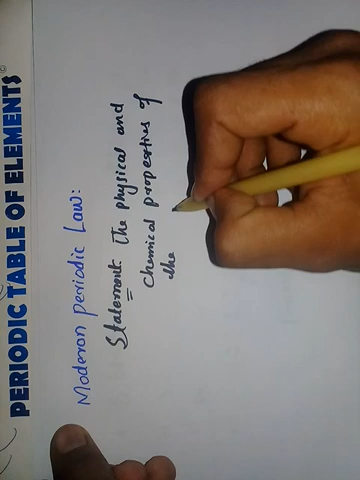 PERIODIC TABLE OF ELEMENTS
Moderon periodic Law:
Statement: The physical and
chemical properties of
the